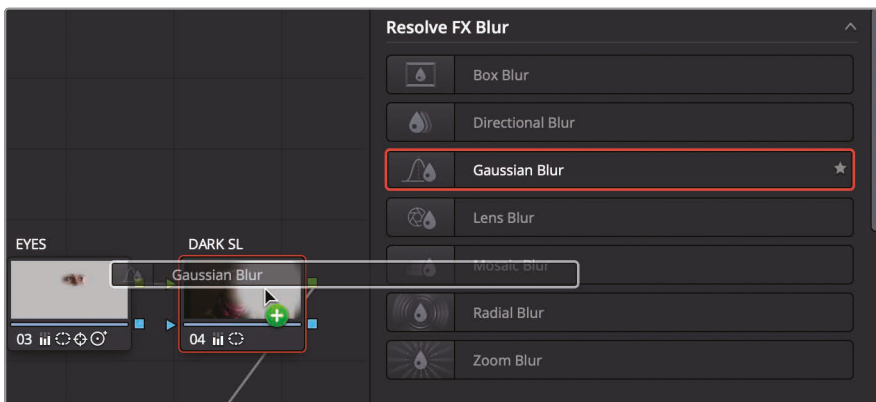 Resolve FX Blur
Box Blur
Directional Blur
Gaussian Blur
Lens Blur
Mosaic Blur
Radial Blur
Zoom Blur
EYES
DARK SL
Gaussian Blur
03
04